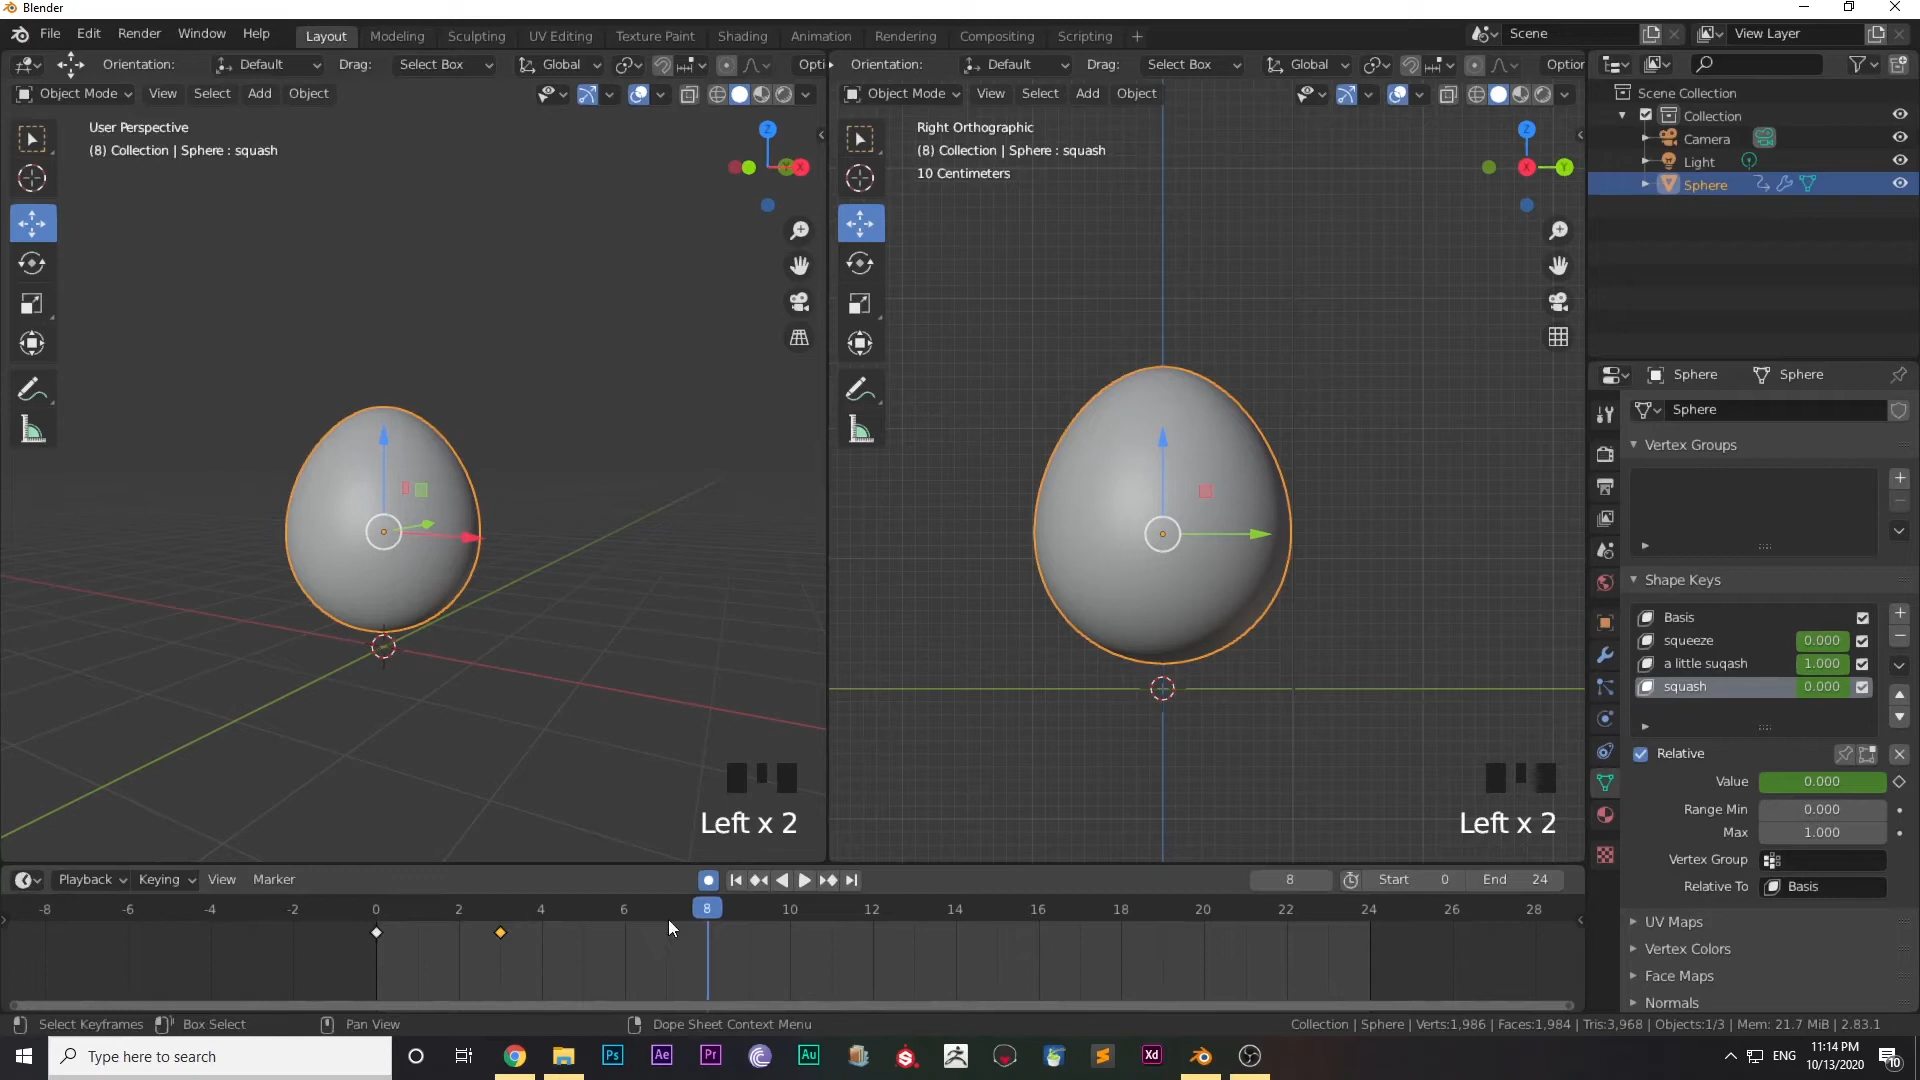 Blender
File Edit Render Window Help Layout Modeling Sculpting UV Editing Texture Paint Shading Animation Rendering Compositing Scripting + Scene View Layer
Orientation: Default Drag: Select Box Global Opti
Orientation: Default Drag: Select Box Global Option
Object Mode View Select Add Object
Object Mode View Select Add Object
User Perspective
(8) Collection | Sphere : squash
Right Orthographic
(8) Collection | Sphere : squash
10 Centimeters
Z
X
Z
X
Y
Scene Collection
Collection
Camera
Light
Sphere
Sphere Sphere
Sphere
Vertex Groups
Shape Keys
Basis
squeeze 0.000
a little suqash 1.000
squash 0.000
Relative
Value 0.000
Range Min 0.000
Max 1.000
Vertex Group
Relative To Basis
UV Maps
Vertex Colors
Face Maps
Normals
Left x 2
Left x 2
Playback Keying View Marker 8 Start 0 End 24
-8 -6 -4 -2 0 2 4 6 8 10 12 14 16 18 20 22 24 26 28
Select Keyframes Box Select Pan View Dope Sheet Context Menu Collection | Sphere | Verts:1,986 | Faces:1,984 | Tris:3,968 | Objects:1/3 | Mem: 21.7 MiB | 2.83.1
Type here to search Ps Ae Pr Au Xd ENG 11:14 PM
10/13/2020
10